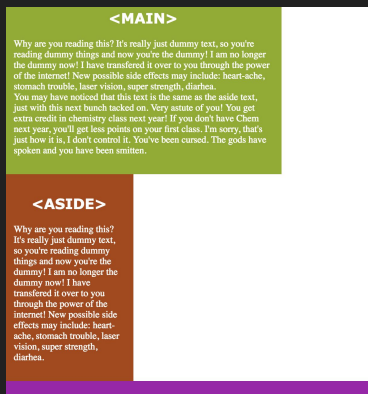 <MAIN>
Why are you reading this? It's really just dummy text, so you're
reading dummy things and now you're the dummy! I am no longer
the dummy now! I have transfered it over to you through the power
of the internet! New possible side effects may include: heart-ache,
stomach trouble, laser vision, super strength, diarhea.
You may have noticed that this text is the same as the aside text,
just with this next bunch tacked on. Very astute of you! You get
extra credit in chemistry class next year! If you don't have Chem
next year, you'll get less points on your first class. I'm sorry, that's
just how it is, I don't control it. You've been cursed. The gods have
spoken and you have been smitten.
<ASIDE>
Why are you reading this?
It's really just dummy text,
so you're reading dummy
things and now you're the
dummy! I am no longer the
dummy now! I have
transfered it over to you
through the power of the
internet! New possible side
effects may include: heart-
ache, stomach trouble, laser
vision, super strength,
diarhea.